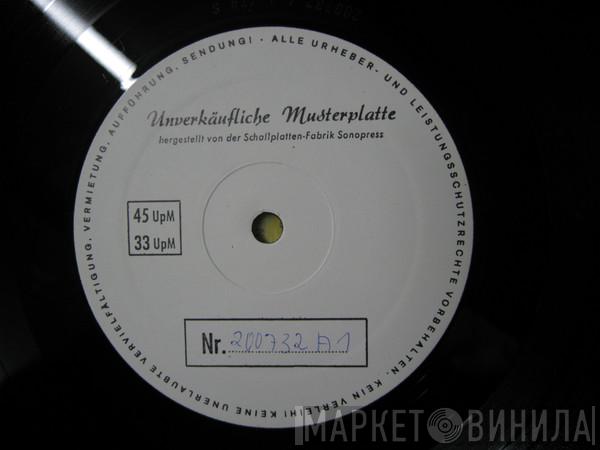 Unverkäufliche Musterplatte
hergestellt von der Schallplatten-Fabrik Sonopress
45 UpM
33 UpM
Nr. 200732 A1
ALLE URHEBER- UND LEISTUNGSSCHUTZRECHTE VORBEHALTEN. KEIN VERLEIH! KEINE UNERLAUBTE VERVIELFÄLTIGUNG, VERMIETUNG, AUFFÜHRUNG, SENDUNG! ·
МАРКЕТ ВИНИЛА